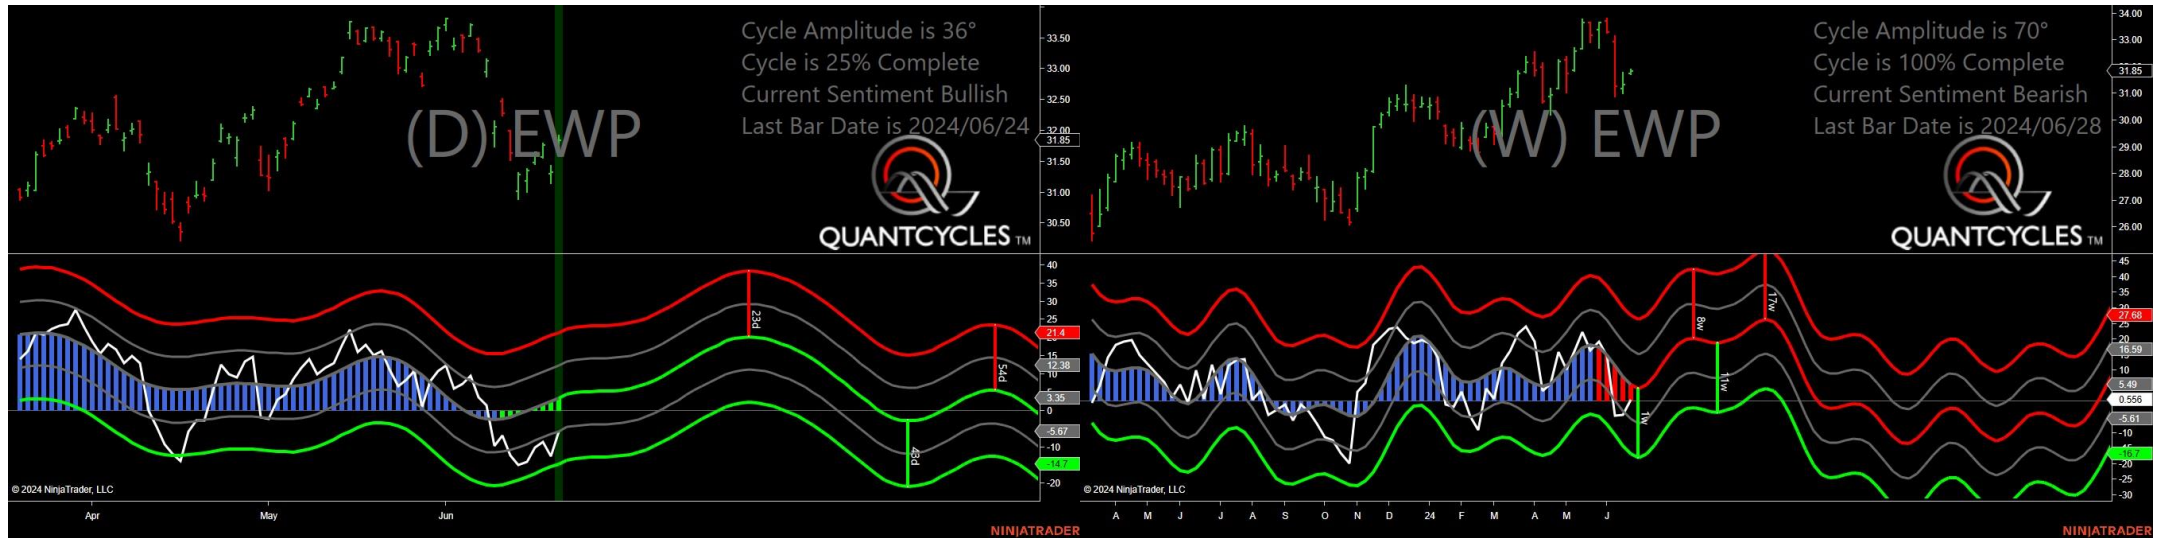 Cycle Amplitude is 36°
Cycle is 25% Complete
Current Sentiment Bullish
Last Bar Date is 2024/06/24
(D) EWP
QUANTCYCLES TM
33.50
33.00
32.50
32.00
31.85
31.50
31.00
30.50
40
35
30
25
21.4
15
12.38
5
3.35
0
-5.67
-10
-14.7
-20
23d
43d
54d
© 2024 NinjaTrader, LLC
Apr
May
Jun
NINJATRADER
Cycle Amplitude is 70°
Cycle is 100% Complete
Current Sentiment Bearish
Last Bar Date is 2024/06/28
(W) EWP
QUANTCYCLES TM
34.00
33.00
31.85
31.00
30.00
29.00
28.00
27.00
26.00
45
40
35
27.68
25
20
16.59
10
5.49
0.556
-5.61
-10
-16.7
-20
-25
-30
1w
8w
11w
17w
© 2024 NinjaTrader, LLC
A M J J A S O N D 24 F M A M J
NINJATRADER